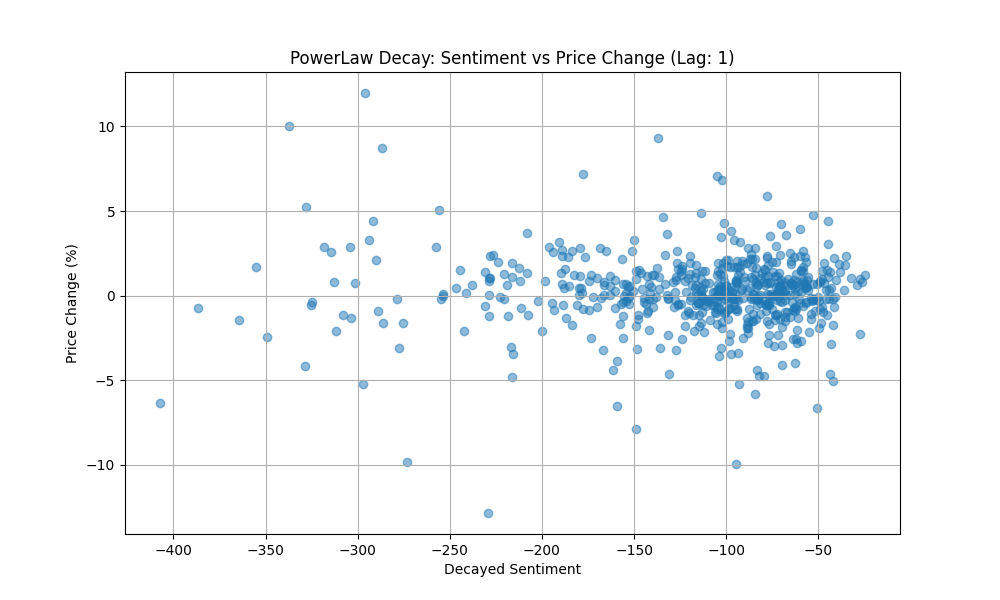 PowerLaw Decay: Sentiment vs Price Change (Lag: 1)
Price Change (%)
10
5
0
−5
−10
−400 −350 −300 −250 −200 −150 −100 −50
Decayed Sentiment